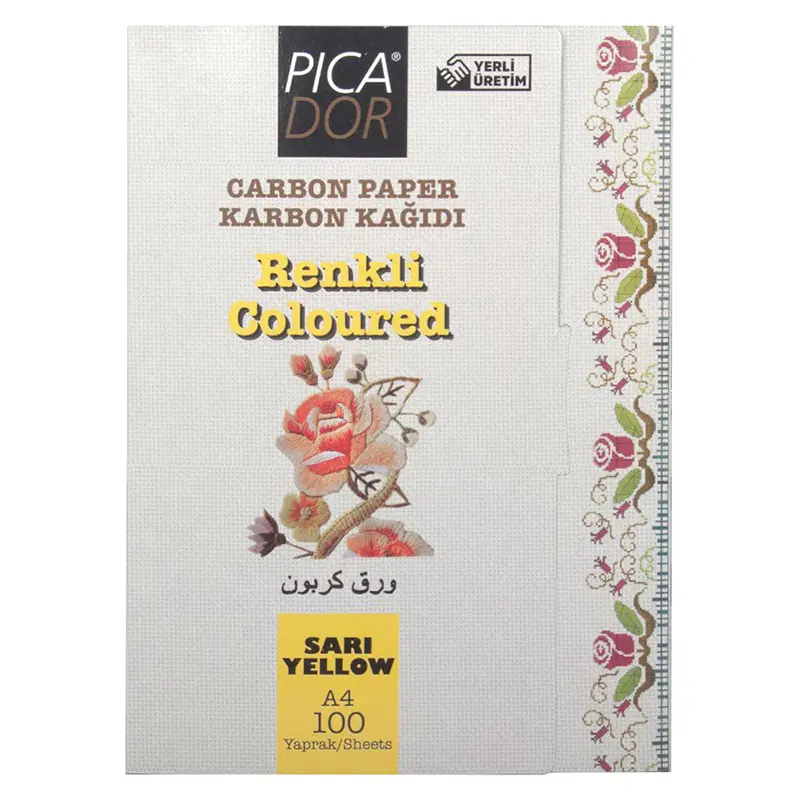 PICA®
DOR
YERLİ
ÜRETİM
CARBON PAPER
KARBON KAĞIDI
Renkli
Coloured
ورق كربون
SARI
YELLOW
A4
100
Yaprak/Sheets